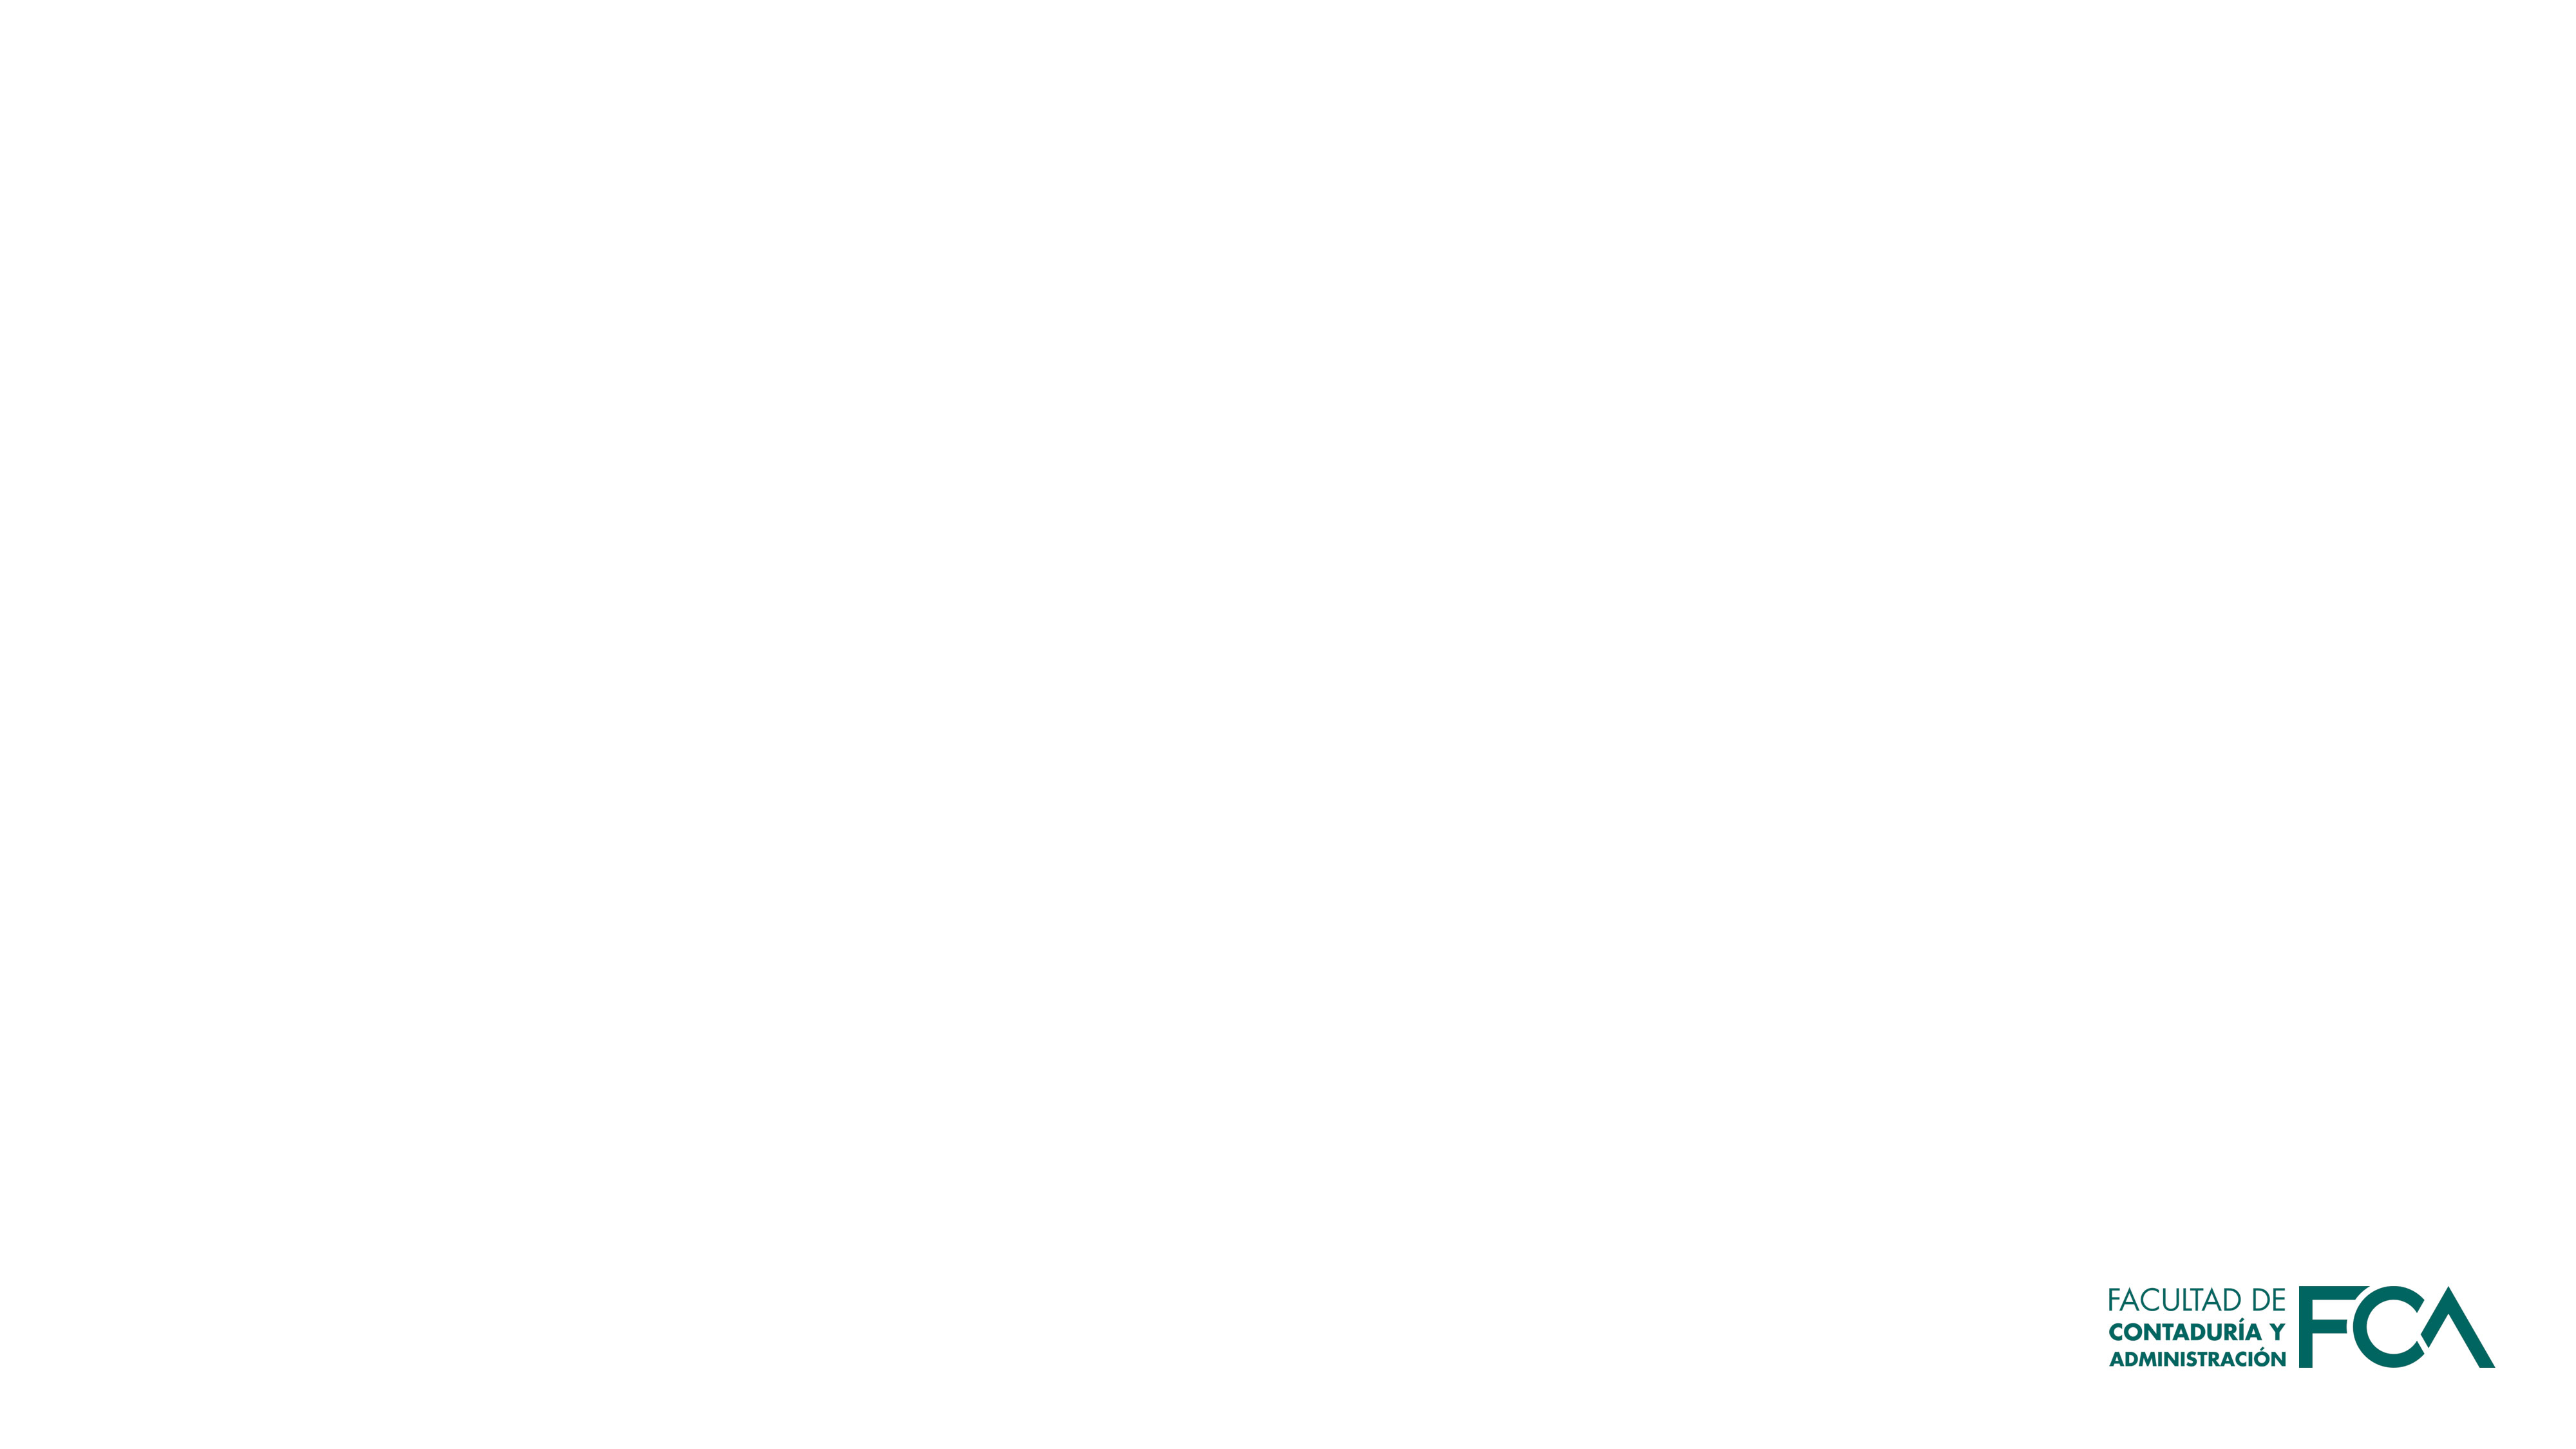 FACULTAD DE
CONTADURÍA Y
ADMINISTRACIÓN
FCA